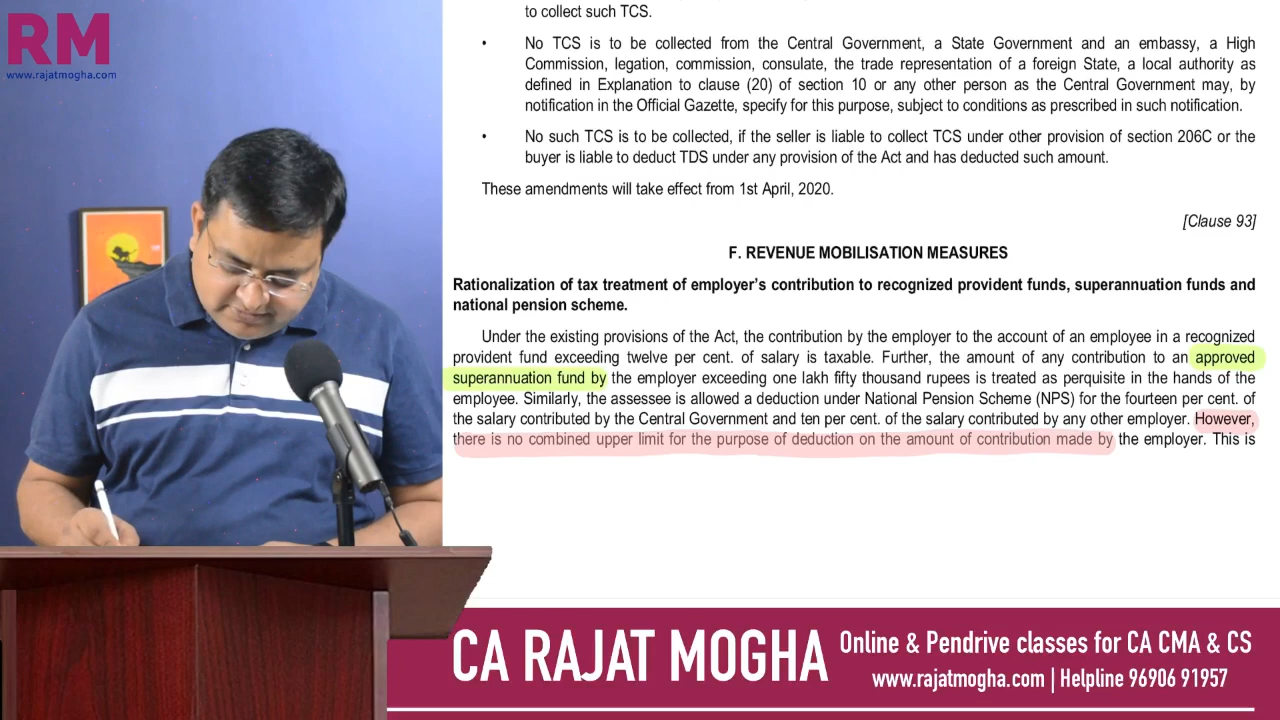 RM
www.rajatmogha.com
to collect such TCS.
• No TCS is to be collected from the Central Government, a State Government and an embassy, a High
Commission, legation, commission, consulate, the trade representation of a foreign State, a local authority as
defined in Explanation to clause (20) of section 10 or any other person as the Central Government may, by
notification in the Official Gazette, specify for this purpose, subject to conditions as prescribed in such notification.
• No such TCS is to be collected, if the seller is liable to collect TCS under other provision of section 206C or the
buyer is liable to deduct TDS under any provision of the Act and has deducted such amount.
These amendments will take effect from 1st April, 2020.
[Clause 93]
F. REVENUE MOBILISATION MEASURES
Rationalization of tax treatment of employer's contribution to recognized provident funds, superannuation funds and
national pension scheme.
Under the existing provisions of the Act, the contribution by the employer to the account of an employee in a recognized
provident fund exceeding twelve per cent. of salary is taxable. Further, the amount of any contribution to an approved
superannuation fund by the employer exceeding one lakh fifty thousand rupees is treated as perquisite in the hands of the
employee. Similarly, the assessee is allowed a deduction under National Pension Scheme (NPS) for the fourteen per cent. of
the salary contributed by the Central Government and ten per cent. of the salary contributed by any other employer. However,
there is no combined upper limit for the purpose of deduction on the amount of contribution made by the employer. This is
CA RAJAT MOGHA
Online & Pendrive classes for CA CMA & CS
www.rajatmogha.com | Helpline 96906 91957